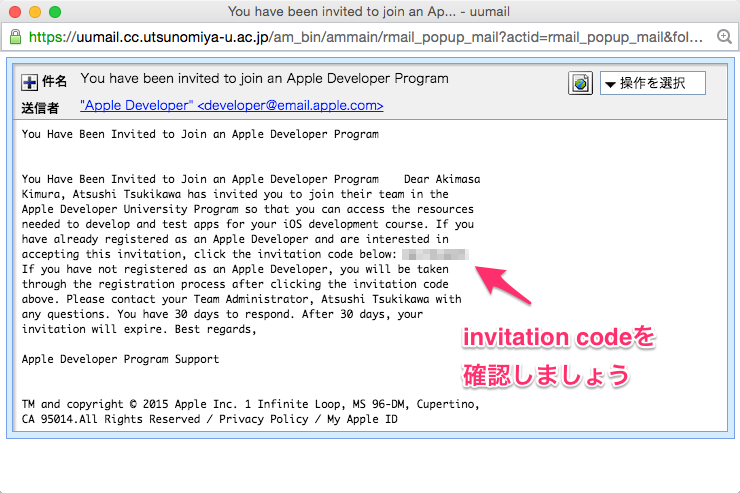 You have been invited to join an Ap... - uumail
https://uumail.cc.utsunomiya-u.ac.jp/am_bin/ammain/rmail_popup_mail?actid=rmail_popup_mail&fol...
件名 You have been invited to join an Apple Developer Program
操作を選択
送信者 "Apple Developer" <developer@email.apple.com>
You Have Been Invited to Join an Apple Developer Program
You Have Been Invited to Join an Apple Developer Program Dear Akimasa
Kimura, Atsushi Tsukikawa has invited you to join their team in the
Apple Developer University Program so that you can access the resources
needed to develop and test apps for your iOS development course. If you
have already registered as an Apple Developer and are interested in
accepting this invitation, click the invitation code below:
If you have not registered as an Apple Developer, you will be taken
through the registration process after clicking the invitation code
above. Please contact your Team Administrator, Atsushi Tsukikawa with
any questions. You have 30 days to respond. After 30 days, your
invitation will expire. Best regards,
invitation codeを
確認しましょう
Apple Developer Program Support
TM and copyright © 2015 Apple Inc. 1 Infinite Loop, MS 96-DM, Cupertino,
CA 95014.All Rights Reserved / Privacy Policy / My Apple ID